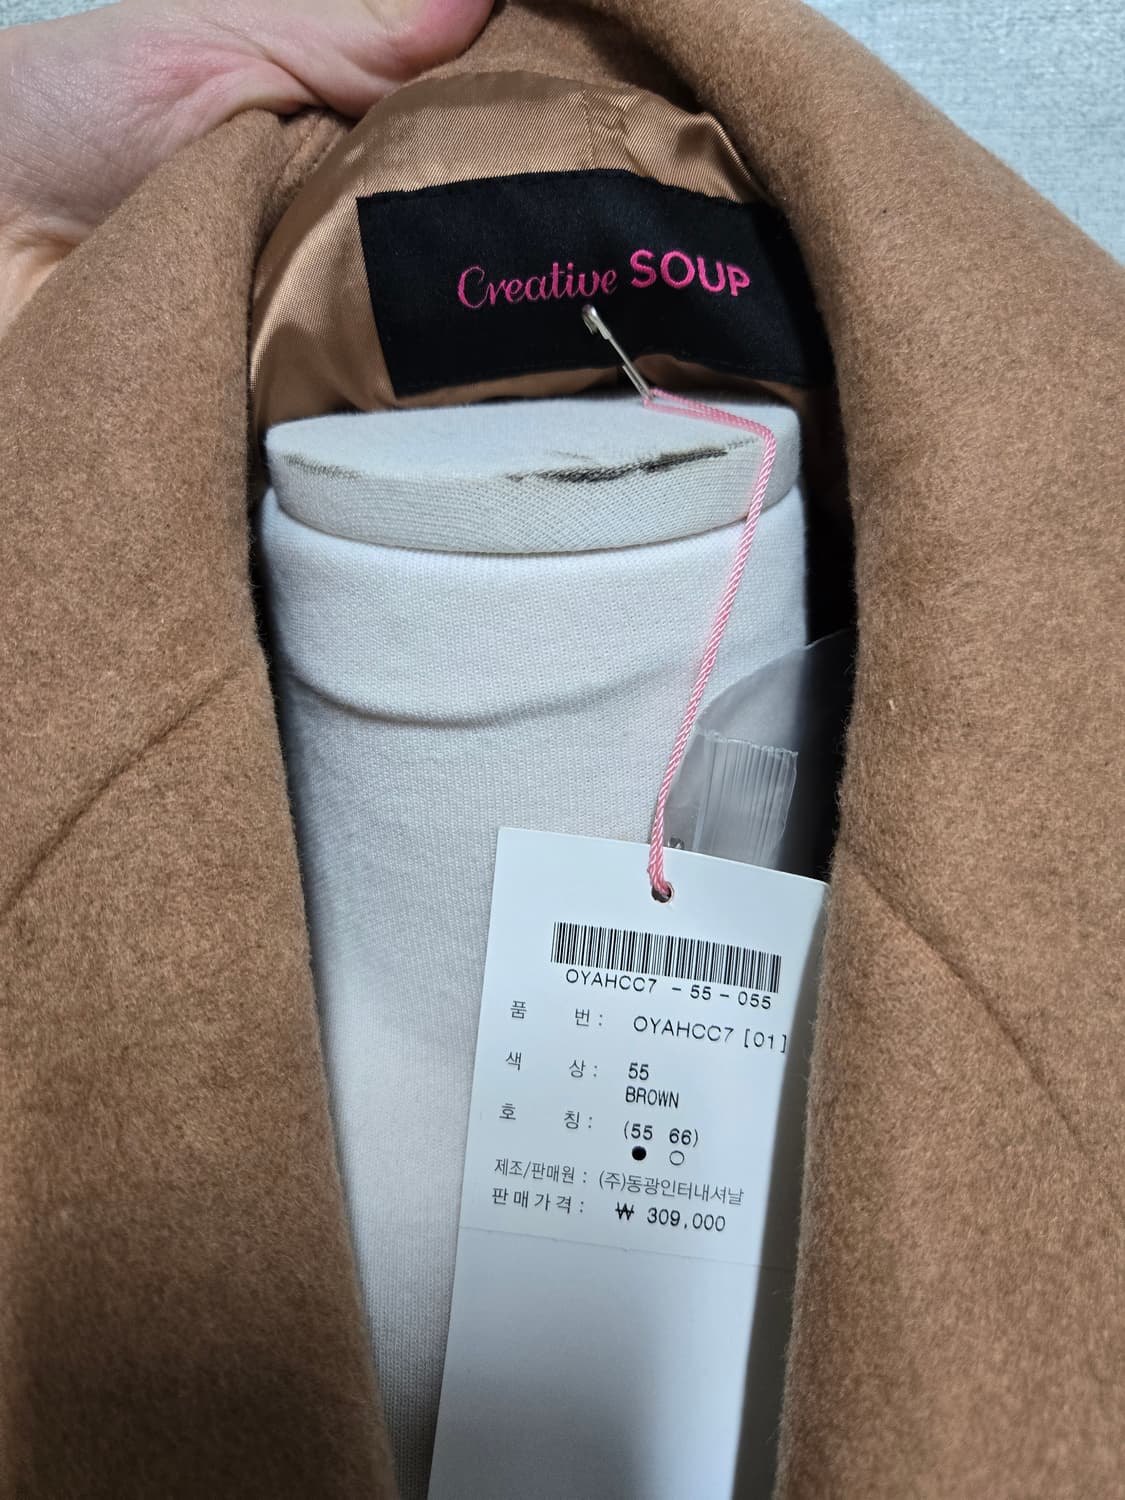 Creative SOUP
OYAHCC7 - 55 - 055
품 번 : OYAHCC7 [01]
색 상 : 55
BROWN
호 칭 : (55 66)
제조/판매원 : (주)동광인터내셔날
판매가격 : ₩ 309,000